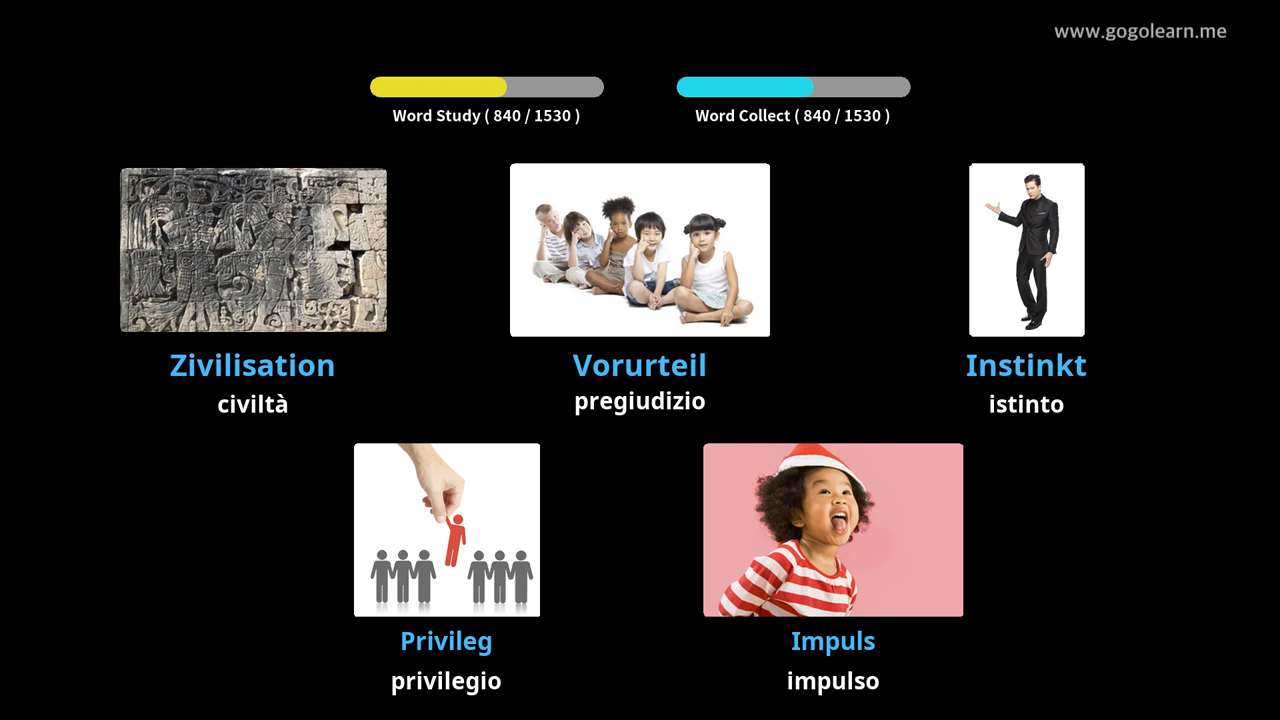 www.gogolearn.me
Word Study ( 840 / 1530 )
Word Collect ( 840 / 1530 )
Zivilisation
civiltà
Vorurteil
pregiudizio
Instinkt
istinto
Privileg
privilegio
Impuls
impulso